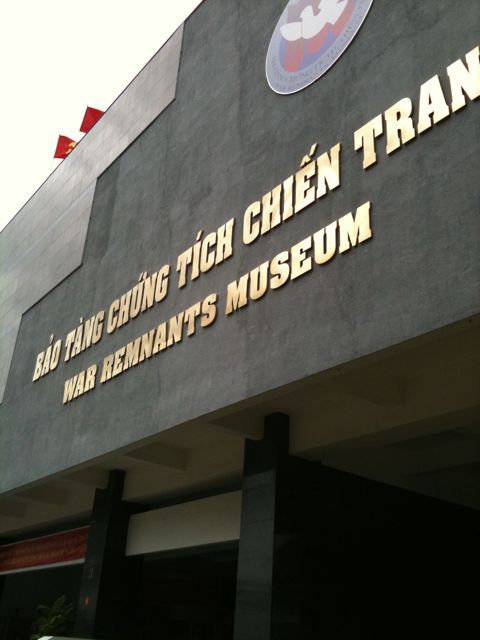 BẢO TÀNG CHỨNG TÍCH CHIẾN TRAN
WAR REMNANTS MUSEUM